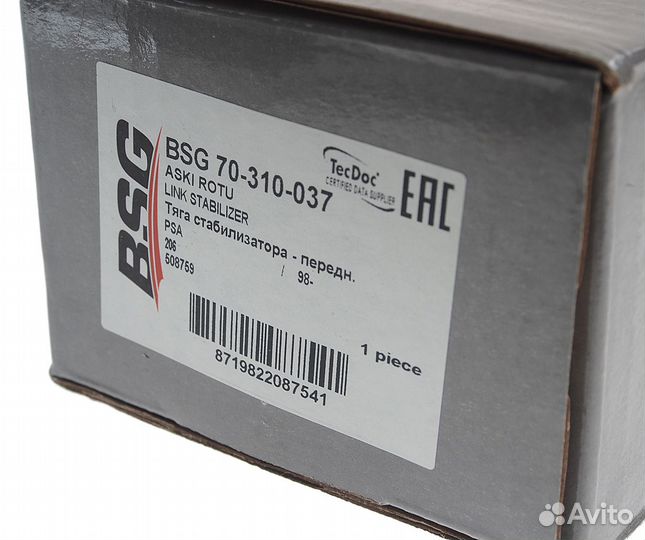 BSG
BSG 70-310-037
ASKI ROTU
LINK STABILIZER
Тяга стабилизатора - передн.
PSA
206 / 98-
508759
TecDoc
CERTIFIED DATA SUPPLIER
EAC
1 piece
8719822087541
Avito